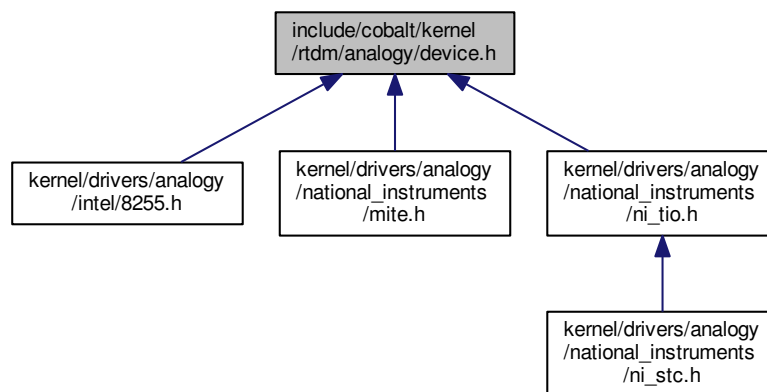 include/cobalt/kernel
/rtdm/analogy/device.h
kernel/drivers/analogy
/intel/8255.h
kernel/drivers/analogy
/national_instruments
/mite.h
kernel/drivers/analogy
/national_instruments
/ni_tio.h
kernel/drivers/analogy
/national_instruments
/ni_stc.h